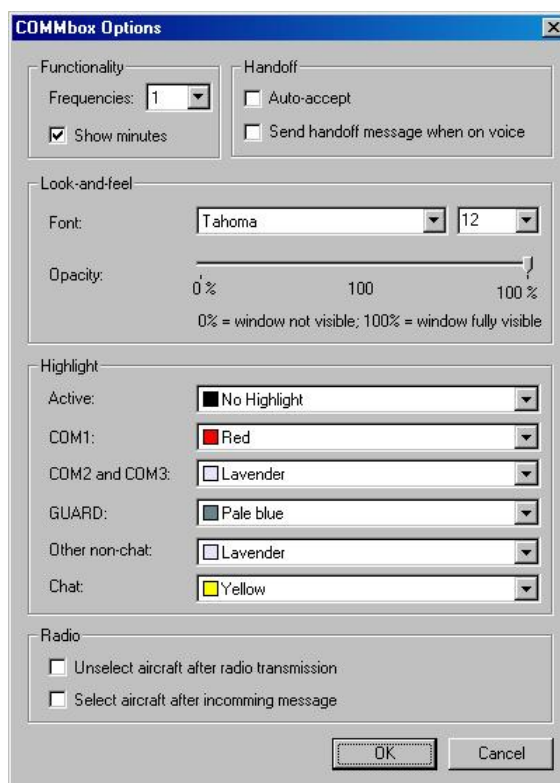 COMMbox Options
Functionality
Frequencies: 1
Show minutes
Handoff
Auto-accept
Send handoff message when on voice
Look-and-feel
Font: Tahoma 12
Opacity:
0 % 100 100 %
0% = window not visible; 100% = window fully visible
Highlight
Active: No Highlight
COM1: Red
COM2 and COM3: Lavender
GUARD: Pale blue
Other non-chat: Lavender
Chat: Yellow
Radio
Unselect aircraft after radio transmission
Select aircraft after incomming message
OK Cancel